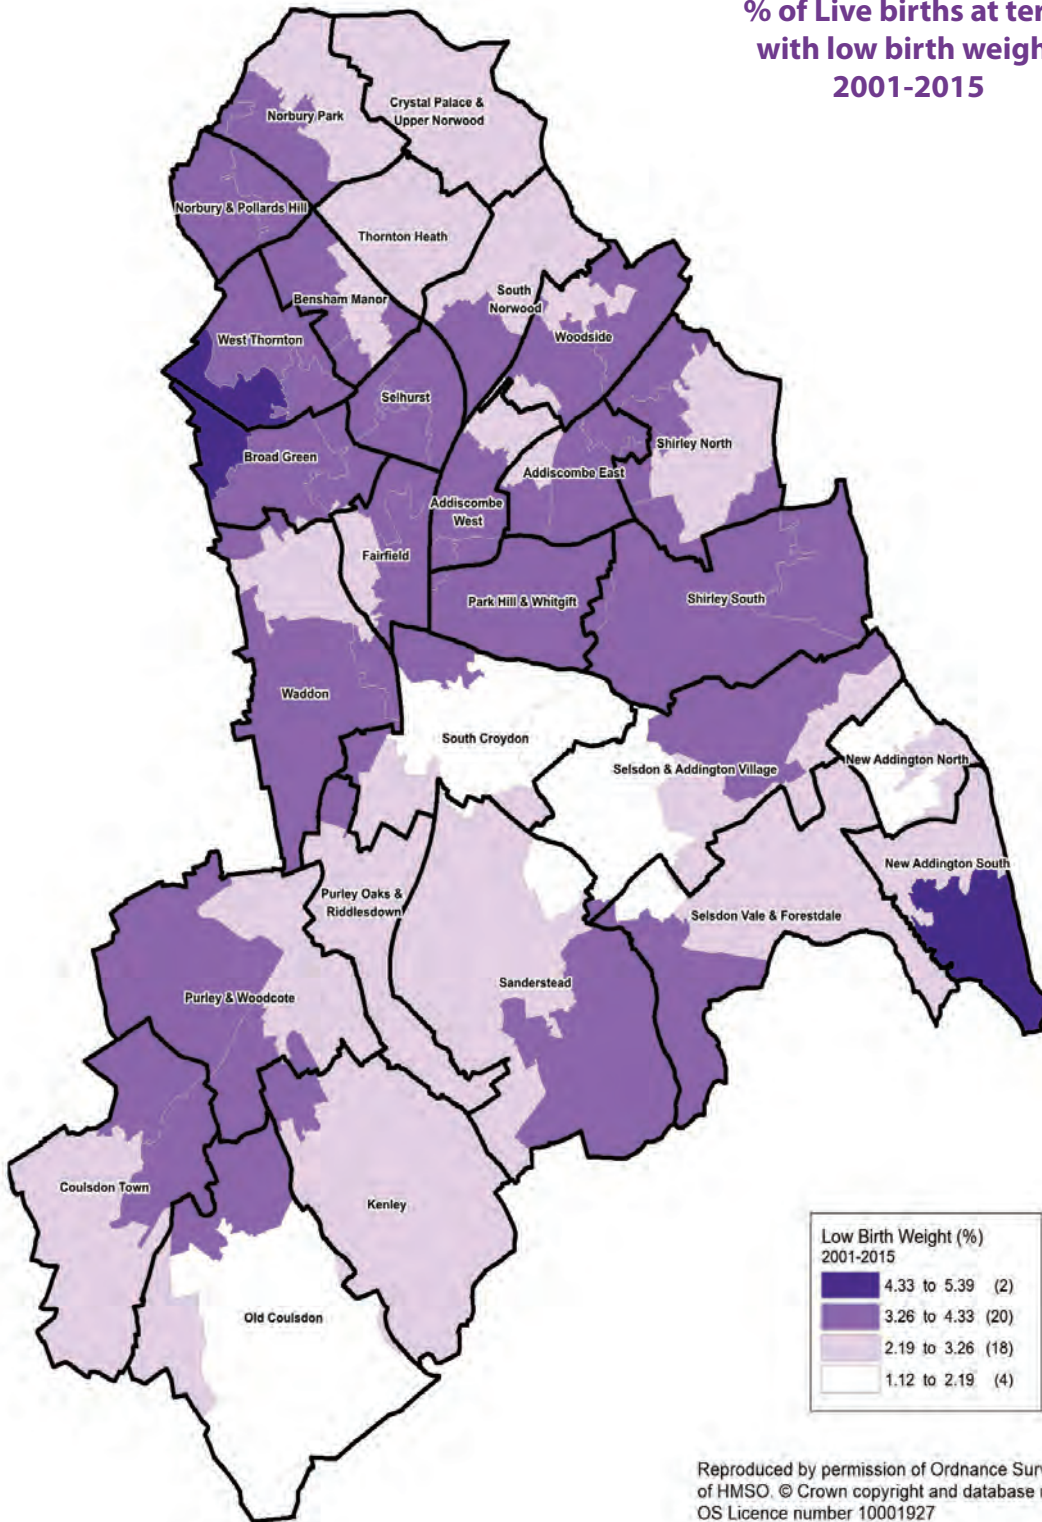 % of Live births at ter
with low birth weigh
2001-2015
Crystal Palace &
Upper Norwood
Norbury Park
Norbury & Pollards Hill
Thornton Heath
South
Norwood
Bensham Manor
West Thornton
Woodside
Selhurst
Shirley North
Broad Green
Addiscombe East
Addiscombe
West
Fairfield
Park Hill & Whitgift
Shirley South
Waddon
South Croydon
Selsdon & Addington Village
New Addington North
New Addington South
Purley Oaks &
Riddlesdown
Selsdon Vale & Forestdale
Sanderstead
Purley & Woodcote
Coulsdon Town
Kenley
Old Coulsdon
Low Birth Weight (%)
2001-2015
4.33 to 5.39 (2)
3.26 to 4.33 (20)
2.19 to 3.26 (18)
1.12 to 2.19 (4)
Reproduced by permission of Ordnance Surv
of HMSO. © Crown copyright and database r
OS Licence number 10001927